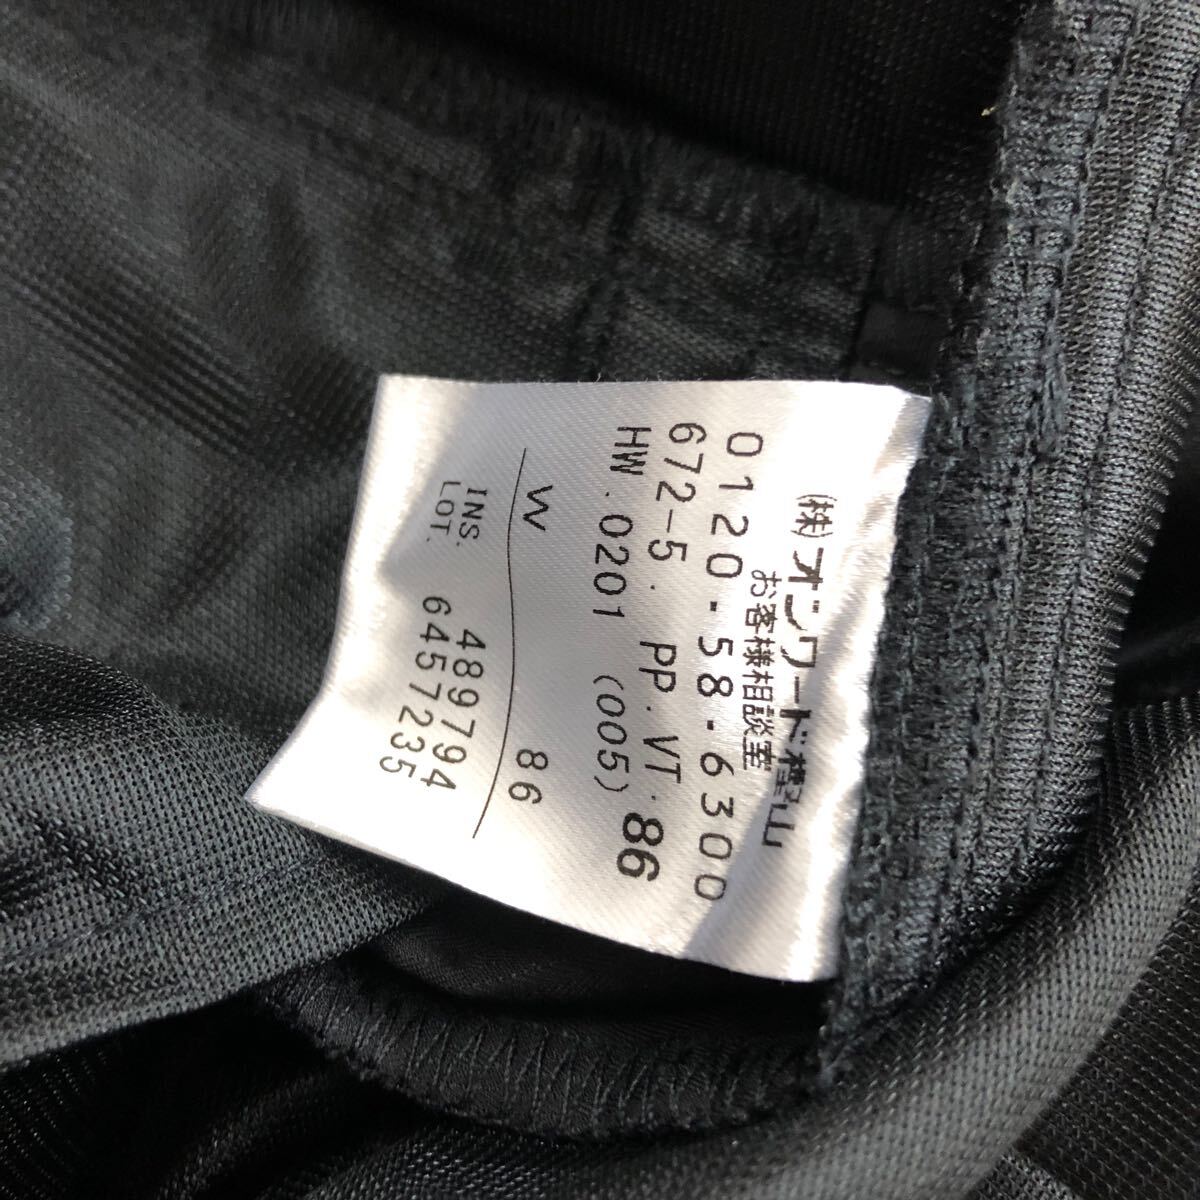 (株)オンワード樫山
お客様相談室
0120-58-6300
672-5. PP.VT.86
HW.0201 (005)
W 86
INS. 489794
LOT. 6457235